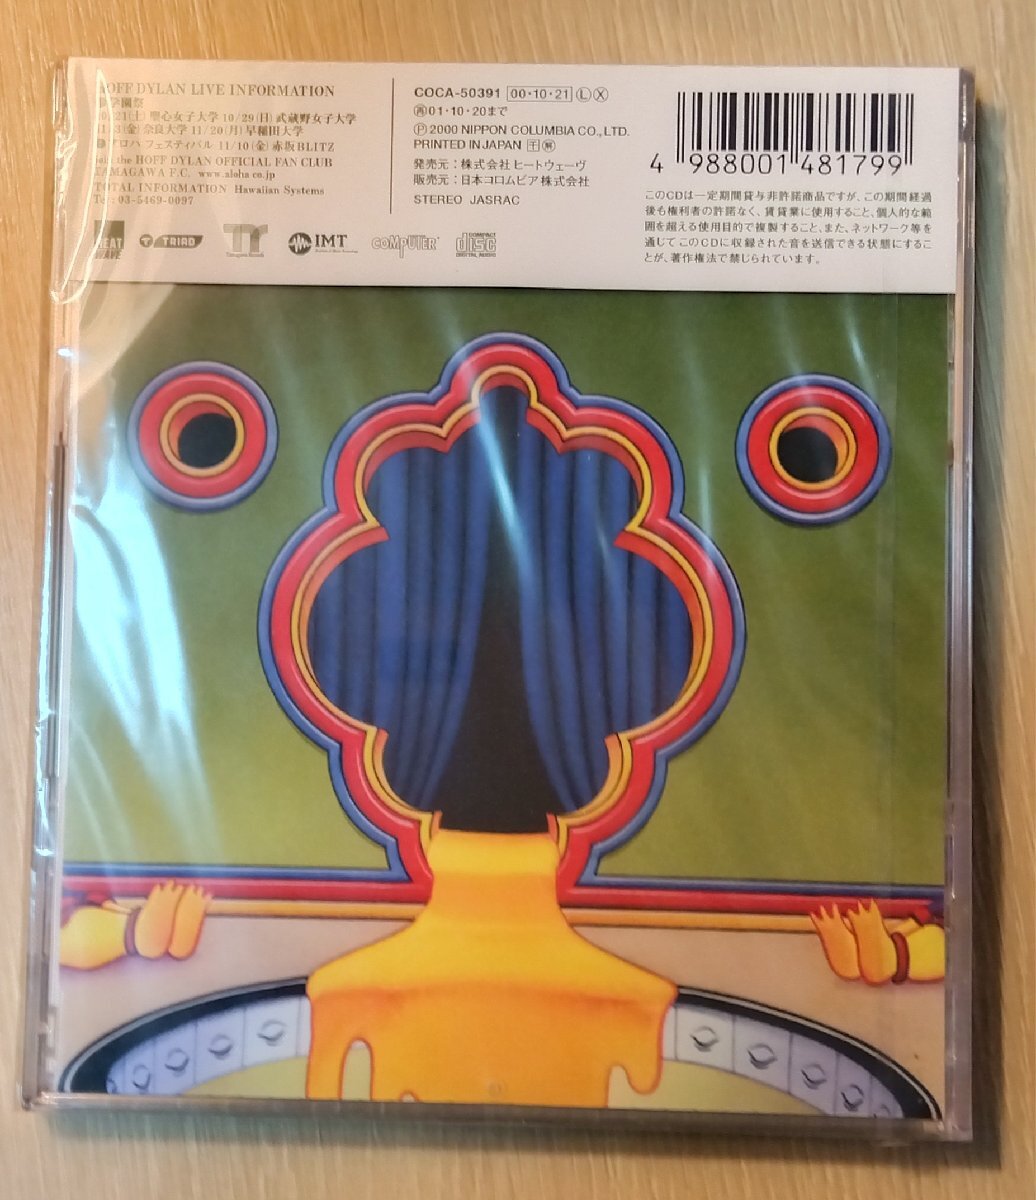 HOFF DYLAN LIVE INFORMATION
学園祭
10/21(土) 聖心女子大学 10/29(日) 武蔵野女子大学
11/3(金) 奈良大学 11/20(月) 早稲田大学
アロハ フェスティバル 11/10(金) 赤坂BLITZ
join the HOFF DYLAN OFFICIAL FAN CLUB
TAMAGAWA F.C. www.aloha.co.jp
TOTAL INFORMATION Hawaiian Systems
Tel: 03-5469-0097
HEAT WAVE
TRIAD
IMT
COMPUTER
COMPACT disc DIGITAL AUDIO
COCA-50391 00・10・21 Ⓛ Ⓧ
再01・10・20まで
Ⓟ 2000 NIPPON COLUMBIA CO., LTD.
PRINTED IN JAPAN
発売元：株式会社ヒートウェーヴ
販売元：日本コロムビア株式会社
STEREO JASRAC
4 988001 481799
このCDは一定期間貸与非許諾商品ですが、この期間経過
後も権利者の許諾なく、賃貸業に使用すること、個人的な範
囲を超える使用目的で複製すること、また、ネットワーク等を
通じてこのCDに収録された音を送信できる状態にするこ
とが、著作権法で禁じられています。